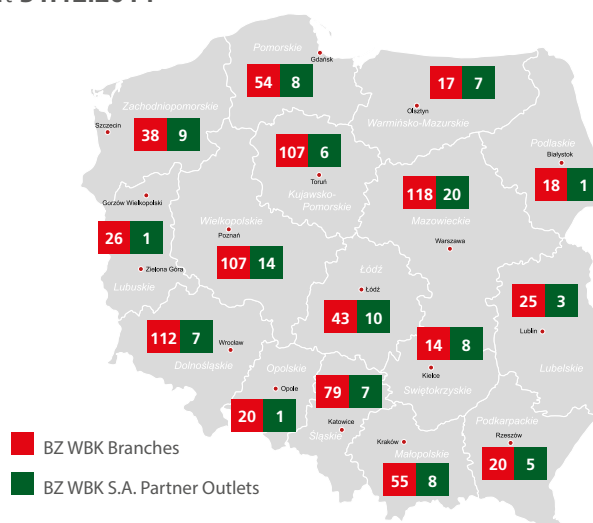 Pomorskie
Gdańsk
54 8
17 7
Olsztyn
Warmińsko-Mazurskie
Zachodniopomorskie
Szczecin
38 9
107 6
Toruń
Kujawsko-
Pomorskie
Podlaskie
Białystok
18 1
118 20
Mazowieckie
Warszawa
Gorzów Wielkopolski
26 1
Zielona Góra
Lubuskie
Wielkopolskie
Poznań
107 14
Łódź
Łódź
43 10
25 3
Lublin
Lubelskie
112 7
Wrocław
Dolnośląskie
14 8
Kielce
Świętokrzyskie
Opolskie
Opole
20 1
79 7
Katowice
Śląskie
Kraków
Małopolskie
55 8
Podkarpackie
Rzeszów
20 5
BZ WBK Branches
BZ WBK S.A. Partner Outlets